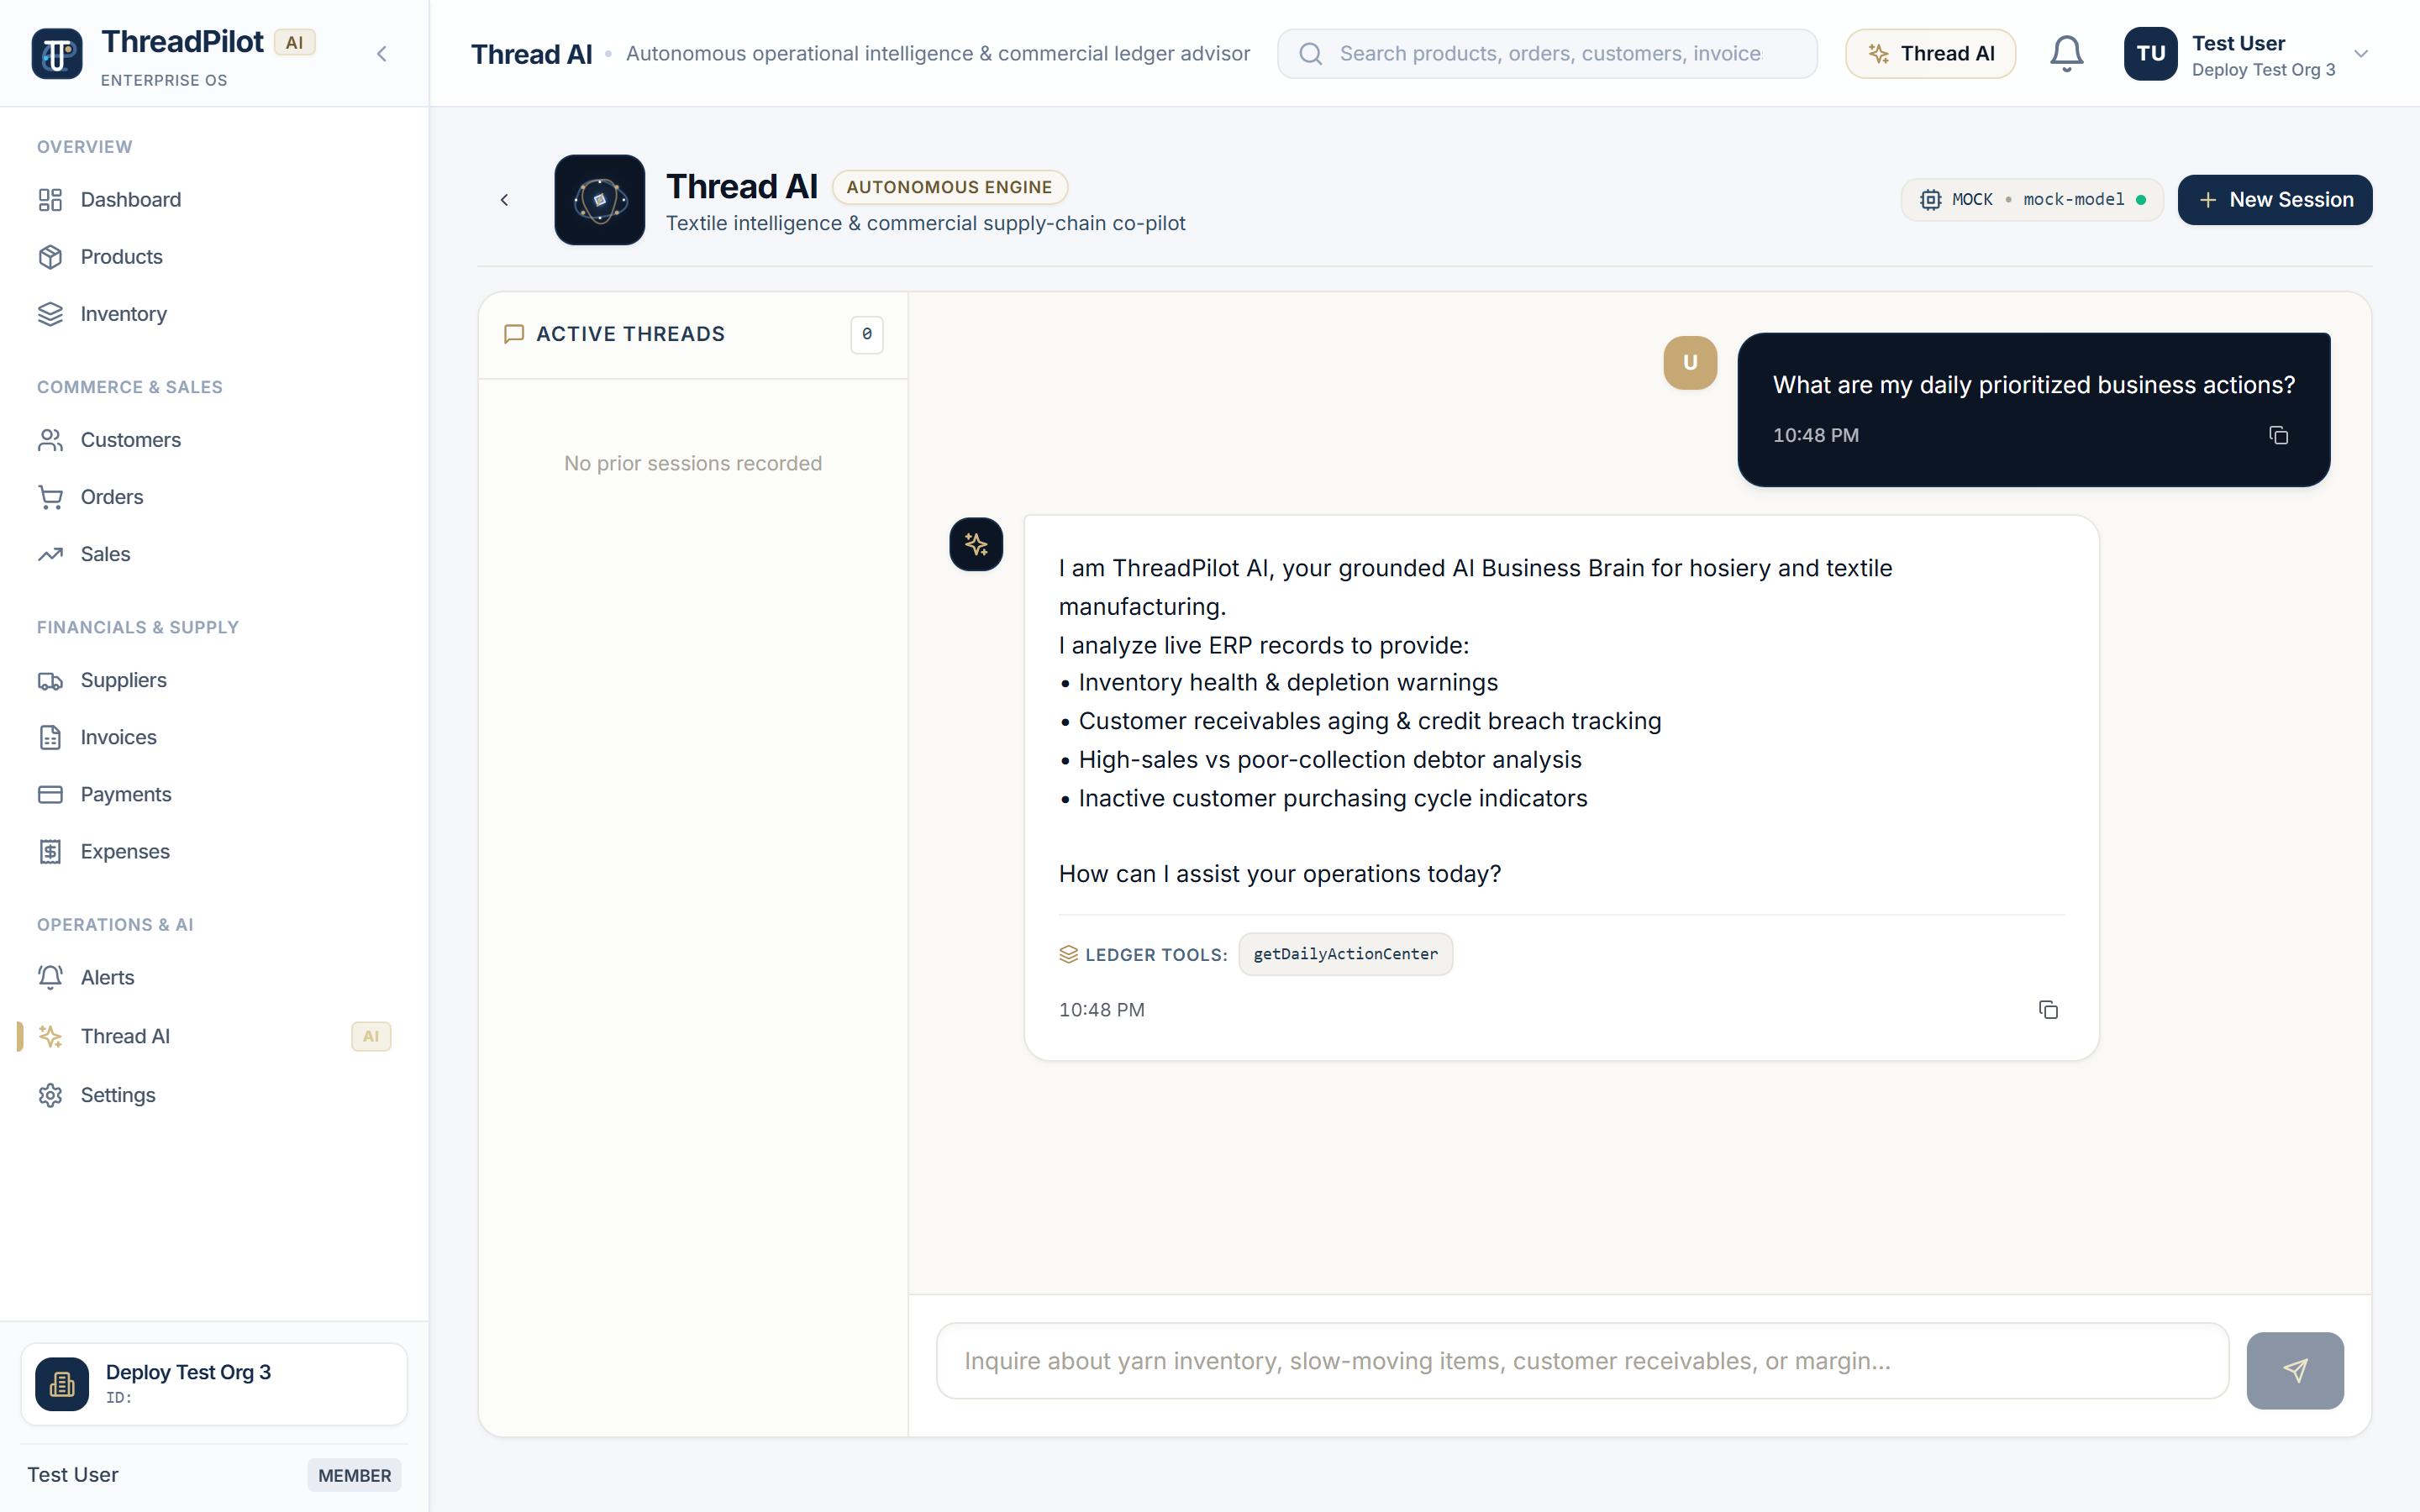 ThreadPilot AI
ENTERPRISE OS
OVERVIEW
Dashboard
Products
Inventory
COMMERCE & SALES
Customers
Orders
Sales
FINANCIALS & SUPPLY
Suppliers
Invoices
Payments
Expenses
OPERATIONS & AI
Alerts
Thread AI AI
Settings
Deploy Test Org 3
ID:
Test User MEMBER
Thread AI • Autonomous operational intelligence & commercial ledger advisor
Search products, orders, customers, invoice
Thread AI
TU
Test User
Deploy Test Org 3
Thread AI AUTONOMOUS ENGINE
Textile intelligence & commercial supply-chain co-pilot
MOCK • mock-model
New Session
ACTIVE THREADS 0
No prior sessions recorded
U
What are my daily prioritized business actions?
10:48 PM
I am ThreadPilot AI, your grounded AI Business Brain for hosiery and textile
manufacturing.
I analyze live ERP records to provide:
• Inventory health & depletion warnings
• Customer receivables aging & credit breach tracking
• High-sales vs poor-collection debtor analysis
• Inactive customer purchasing cycle indicators
How can I assist your operations today?
LEDGER TOOLS: getDailyActionCenter
10:48 PM
Inquire about yarn inventory, slow-moving items, customer receivables, or margin...